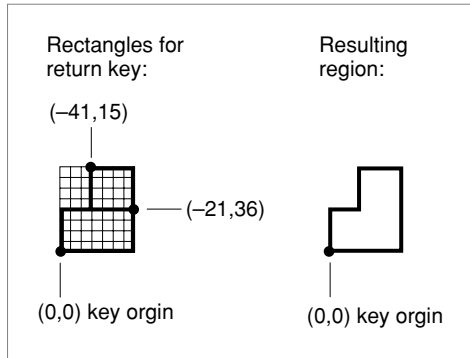 Rectangles for
return key:
(–41,15)
(–21,36)
(0,0) key orgin
Resulting
region:
(0,0) key orgin